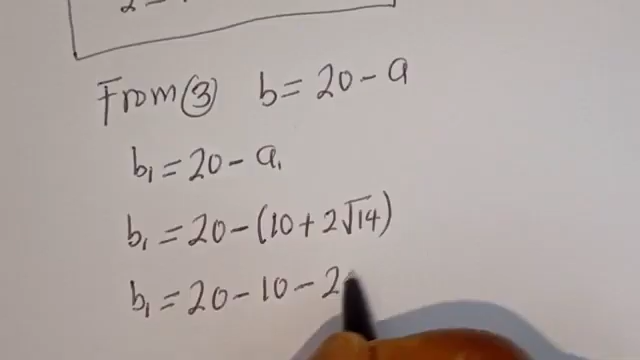 From ③ b = 20 - a
b₁ = 20 - a₁
b₁ = 20 - (10 + 2√14)
b₁ = 20 - 10 - 2